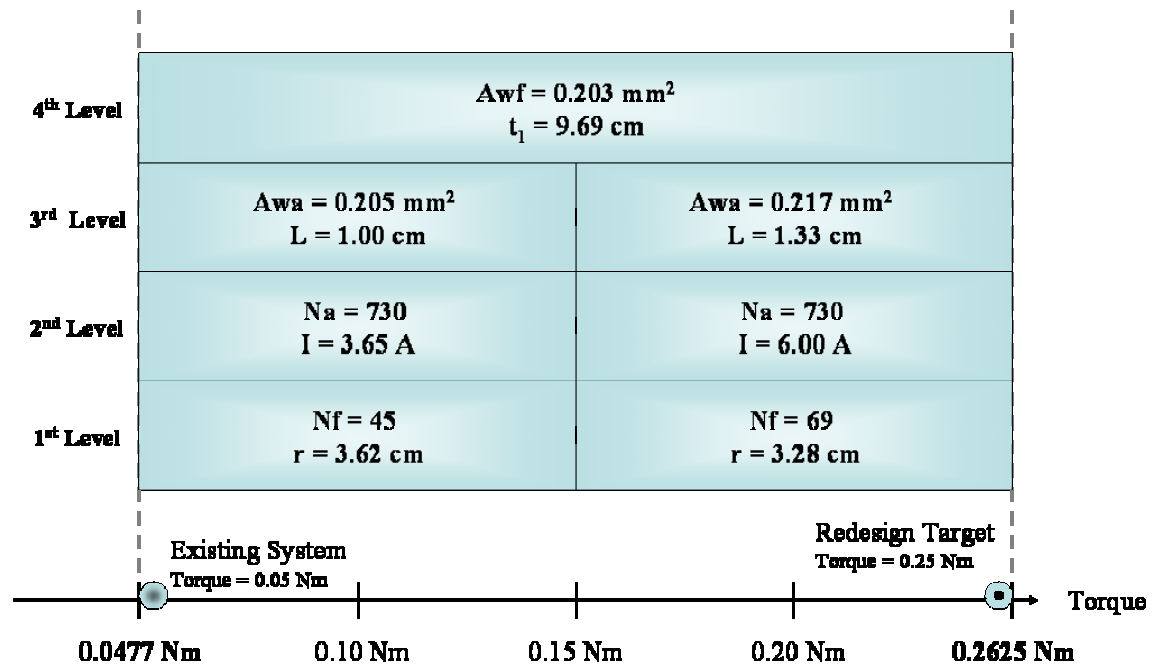 4th Level
Awf = 0.203 mm²
t₁ = 9.69 cm
3rd Level
Awa = 0.205 mm²
L = 1.00 cm
Awa = 0.217 mm²
L = 1.33 cm
2nd Level
Na = 730
I = 3.65 A
Na = 730
I = 6.00 A
1st Level
Nf = 45
r = 3.62 cm
Nf = 69
r = 3.28 cm
Existing System
Torque = 0.05 Nm
Redesign Target
Torque = 0.25 Nm
Torque
0.0477 Nm
0.10 Nm
0.15 Nm
0.20 Nm
0.2625 Nm